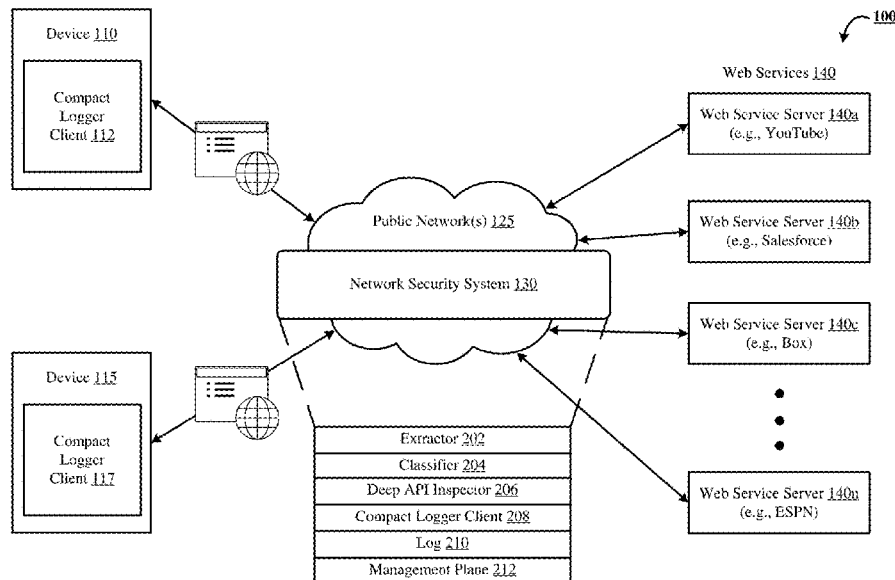 100
Device 110
Compact
Logger
Client 112
Web Services 140
Web Service Server 140a
(e.g., YouTube)
Public Network(s) 125
Web Service Server 140b
(e.g., Salesforce)
Network Security System 130
Web Service Server 140c
(e.g., Box)
Device 115
Compact
Logger
Client 117
Extractor 202
Classifier 204
Deep API Inspector 206
Compact Logger Client 208
Log 210
Management Plane 212
Web Service Server 140n
(e.g., ESPN)